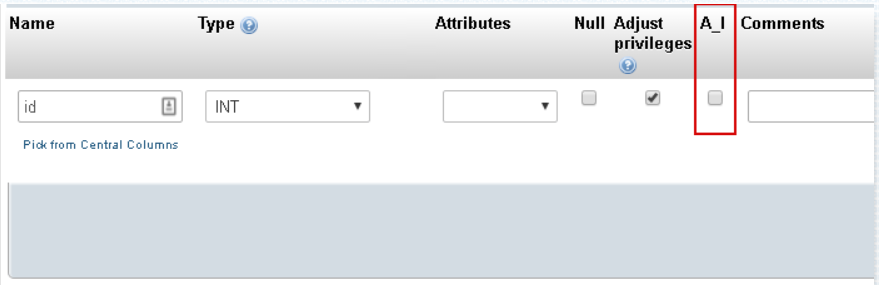 Name Type Attributes Null Adjust privileges A_I Comments
id INT
Pick from Central Columns